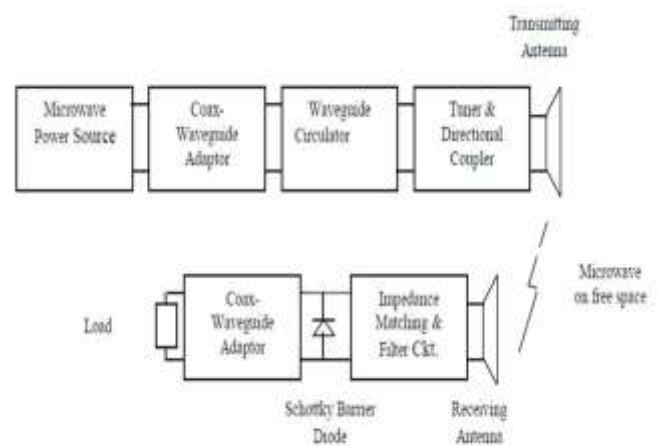 Transmitting
Antenna
Microwave
Power Source
Coax-
Waveguide
Adaptor
Waveguide
Circulator
Tuner &
Directional
Coupler
Microwave
on free space
Load
Coax-
Waveguide
Adaptor
Impedance
Matching &
Filter Ckt.
Schottky Barrier
Diode
Receiving
Antenna